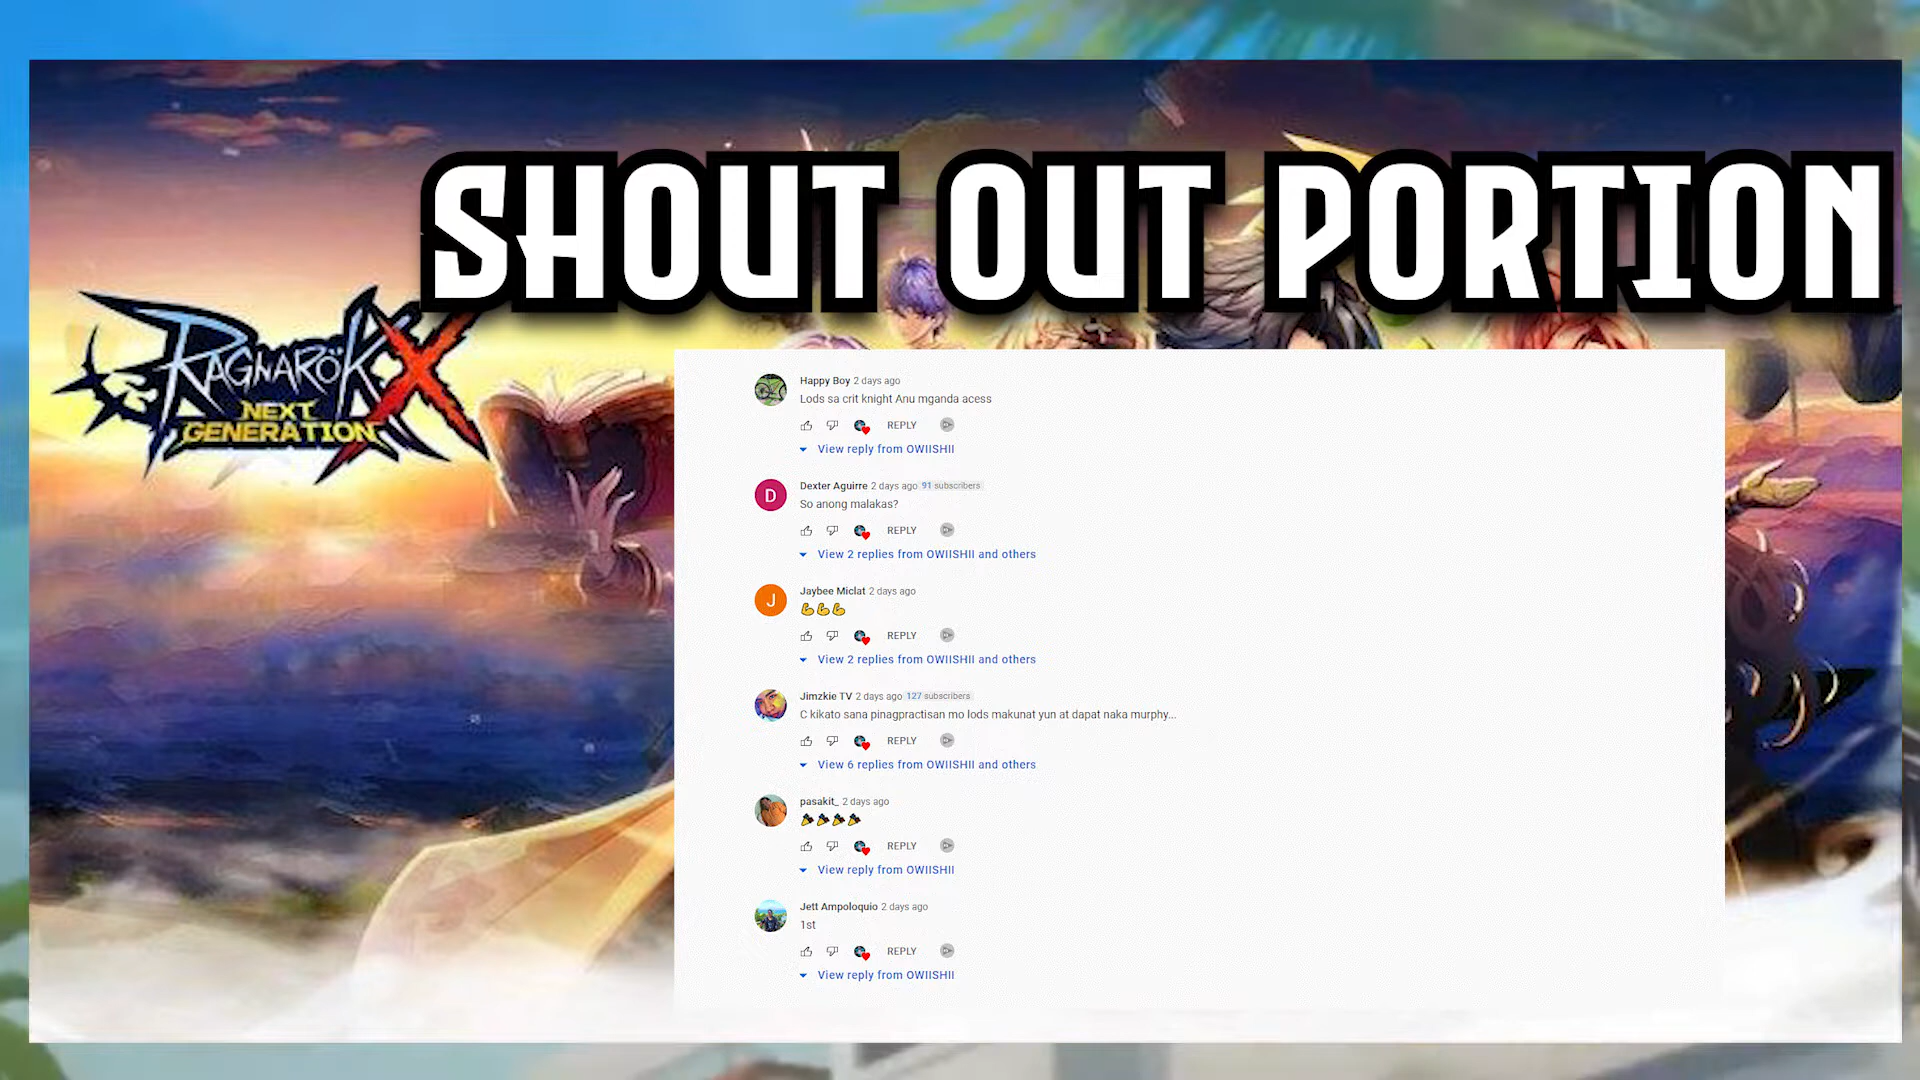 SHOUT OUT PORTION
RAGNARÖK X
NEXT
GENERATION
Happy Boy 2 days ago
Lods sa crit knight Anu mganda acess
REPLY
View reply from OWIISHII
D
Dexter Aguirre 2 days ago 91 subscribers
So anong malakas?
REPLY
View 2 replies from OWIISHII and others
J
Jaybee Miclat 2 days ago
💪💪💪
REPLY
View 2 replies from OWIISHII and others
Jimzkie TV 2 days ago 127 subscribers
C kikato sana pinagpractisan mo lods makunat yun at dapat naka murphy...
REPLY
View 6 replies from OWIISHII and others
pasakit_ 2 days ago
REPLY
View reply from OWIISHII
Jett Ampoloquio 2 days ago
1st
REPLY
View reply from OWIISHII